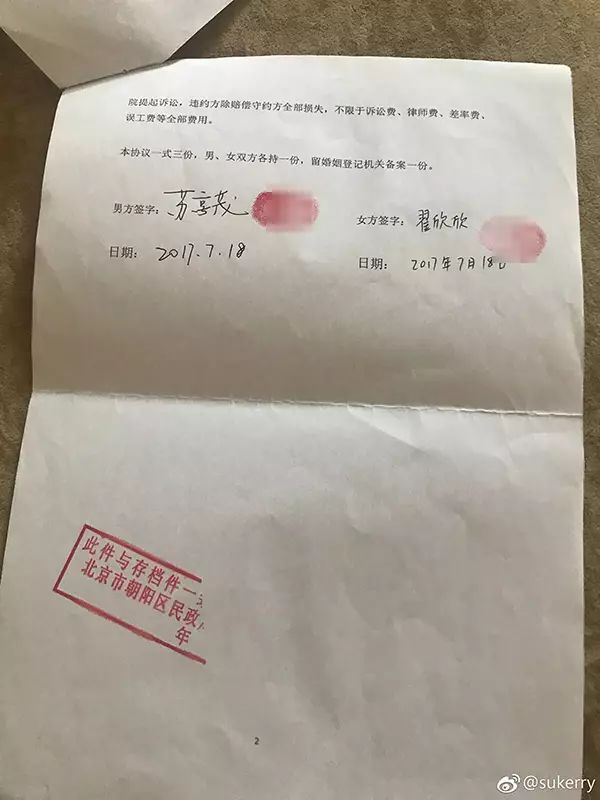 院提起诉讼，违约方除赔偿守约方全部损失，不限于诉讼费、律师费、差率费、
误工费等全部费用。
本协议一式三份，男、女双方各持一份，留婚姻登记机关备案一份。
男方签字：苏享茂
女方签字：翟欣欣
日期：2017.7.18
日期：2017年7月18日
此件与存档件一
北京市朝阳区民政
年
2
@sukerry